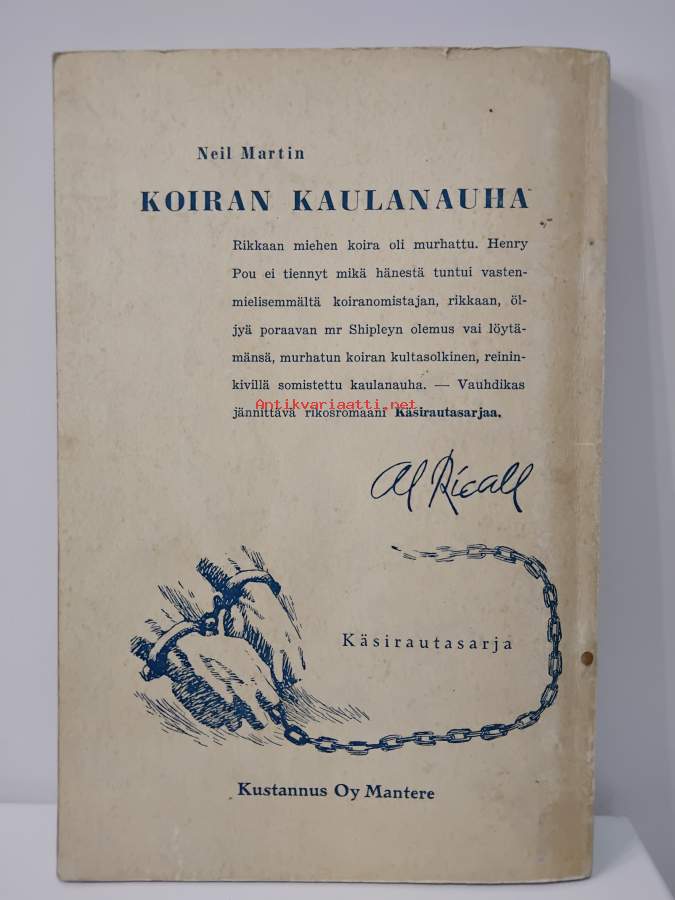 Neil Martin
KOIRAN KAULANAUHA
Rikkaan miehen koira oli murhattu. Henry
Pou ei tiennyt mikä hänestä tuntui vasten-
mielisemmältä koiranomistajan, rikkaan, öl-
jyä poraavan mr Shipleyn olemus vai löytä-
mänsä, murhatun koiran kultasolkinen, reinin-
kivillä somistettu kaulanauha. — Vauhdikas
Antikvariaatti.net
jännittävä rikosromaani Käsirautasarjaa.
Al Ricall
Käsirautasarja
Kustannus Oy Mantere